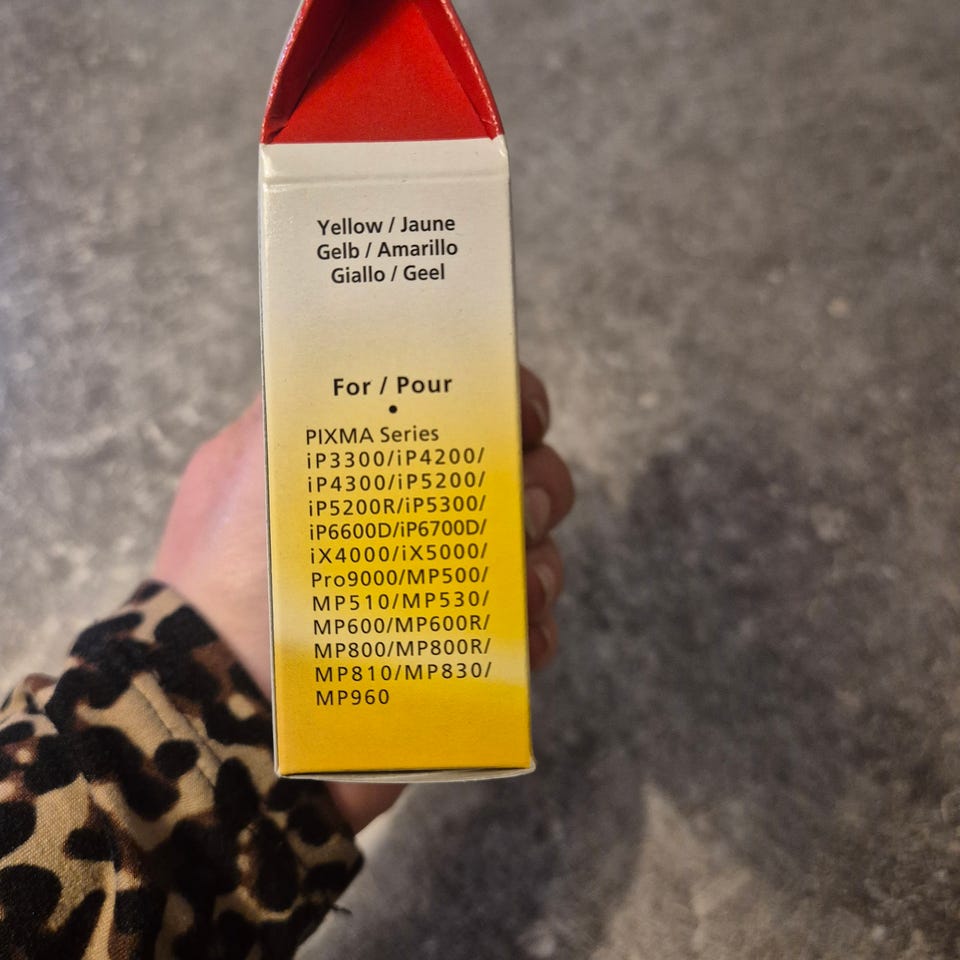 Yellow / Jaune
Gelb / Amarillo
Giallo / Geel
For / Pour
•
PIXMA Series
iP3300/iP4200/
iP4300/iP5200/
iP5200R/iP5300/
iP6600D/iP6700D/
iX4000/iX5000/
Pro9000/MP500/
MP510/MP530/
MP600/MP600R/
MP800/MP800R/
MP810/MP830/
MP960